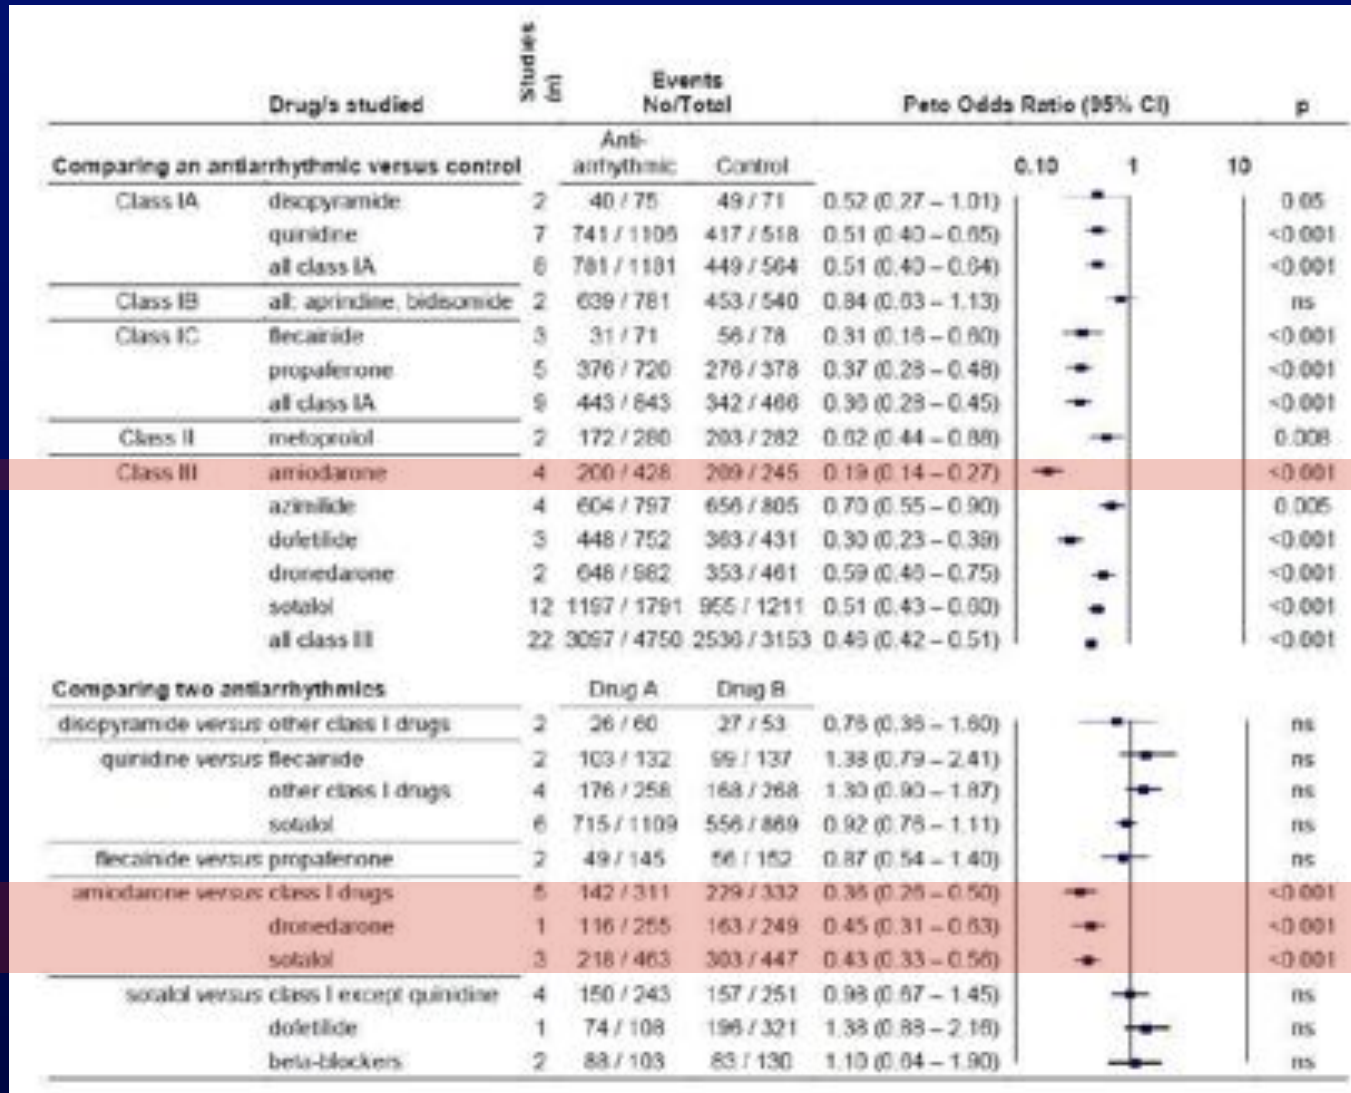 Studies (n)
Events
Drug/s studied No/Total Peto Odds Ratio (95% CI) p
Anti-
Comparing an antiarrhythmic versus control arrhythmic Control 0.10 1 10
Class IA disopyramide 2 40 / 75 49 / 71 0.52 (0.27 – 1.01) 0.05
quinidine 7 741 / 1106 417 / 518 0.51 (0.40 – 0.65) <0.001
all class IA 8 781 / 1181 449 / 564 0.51 (0.40 – 0.64) <0.001
Class IB all: aprindine, bidisomide 2 639 / 781 453 / 540 0.84 (0.63 – 1.13) ns
Class IC flecainide 3 31 / 71 56 / 78 0.31 (0.16 – 0.60) <0.001
propafenone 5 376 / 720 276 / 378 0.37 (0.28 – 0.48) <0.001
all class IA 9 443 / 843 342 / 466 0.36 (0.28 – 0.45) <0.001
Class II metoprolol 2 172 / 280 203 / 282 0.62 (0.44 – 0.88) 0.008
Class III amiodarone 4 200 / 428 209 / 245 0.19 (0.14 – 0.27) <0.001
azimilide 4 604 / 797 656 / 805 0.70 (0.55 – 0.90) 0.005
dofetilide 3 448 / 752 363 / 431 0.30 (0.23 – 0.39) <0.001
dronedarone 2 648 / 982 353 / 461 0.59 (0.46 – 0.75) <0.001
sotalol 12 1197 / 1791 955 / 1211 0.51 (0.43 – 0.60) <0.001
all class III 22 3097 / 4750 2536 / 3153 0.46 (0.42 – 0.51) <0.001
Comparing two antiarrhythmics Drug A Drug B
disopyramide versus other class I drugs 2 26 / 60 27 / 53 0.76 (0.36 – 1.60) ns
quinidine versus flecainide 2 103 / 132 99 / 137 1.38 (0.79 – 2.41) ns
other class I drugs 4 176 / 258 168 / 268 1.30 (0.90 – 1.87) ns
sotalol 6 715 / 1109 556 / 869 0.92 (0.76 – 1.11) ns
flecainide versus propafenone 2 49 / 145 56 / 152 0.87 (0.54 – 1.40) ns
amiodarone versus class I drugs 5 142 / 311 229 / 332 0.36 (0.26 – 0.50) <0.001
dronedarone 1 116 / 255 163 / 249 0.45 (0.31 – 0.63) <0.001
sotalol 3 218 / 463 303 / 447 0.43 (0.33 – 0.56) <0.001
sotalol versus class I except quinidine 4 150 / 243 157 / 251 0.98 (0.67 – 1.45) ns
dofetilide 1 74 / 108 196 / 321 1.38 (0.88 – 2.16) ns
beta-blockers 2 88 / 103 83 / 130 1.10 (0.64 – 1.90) ns